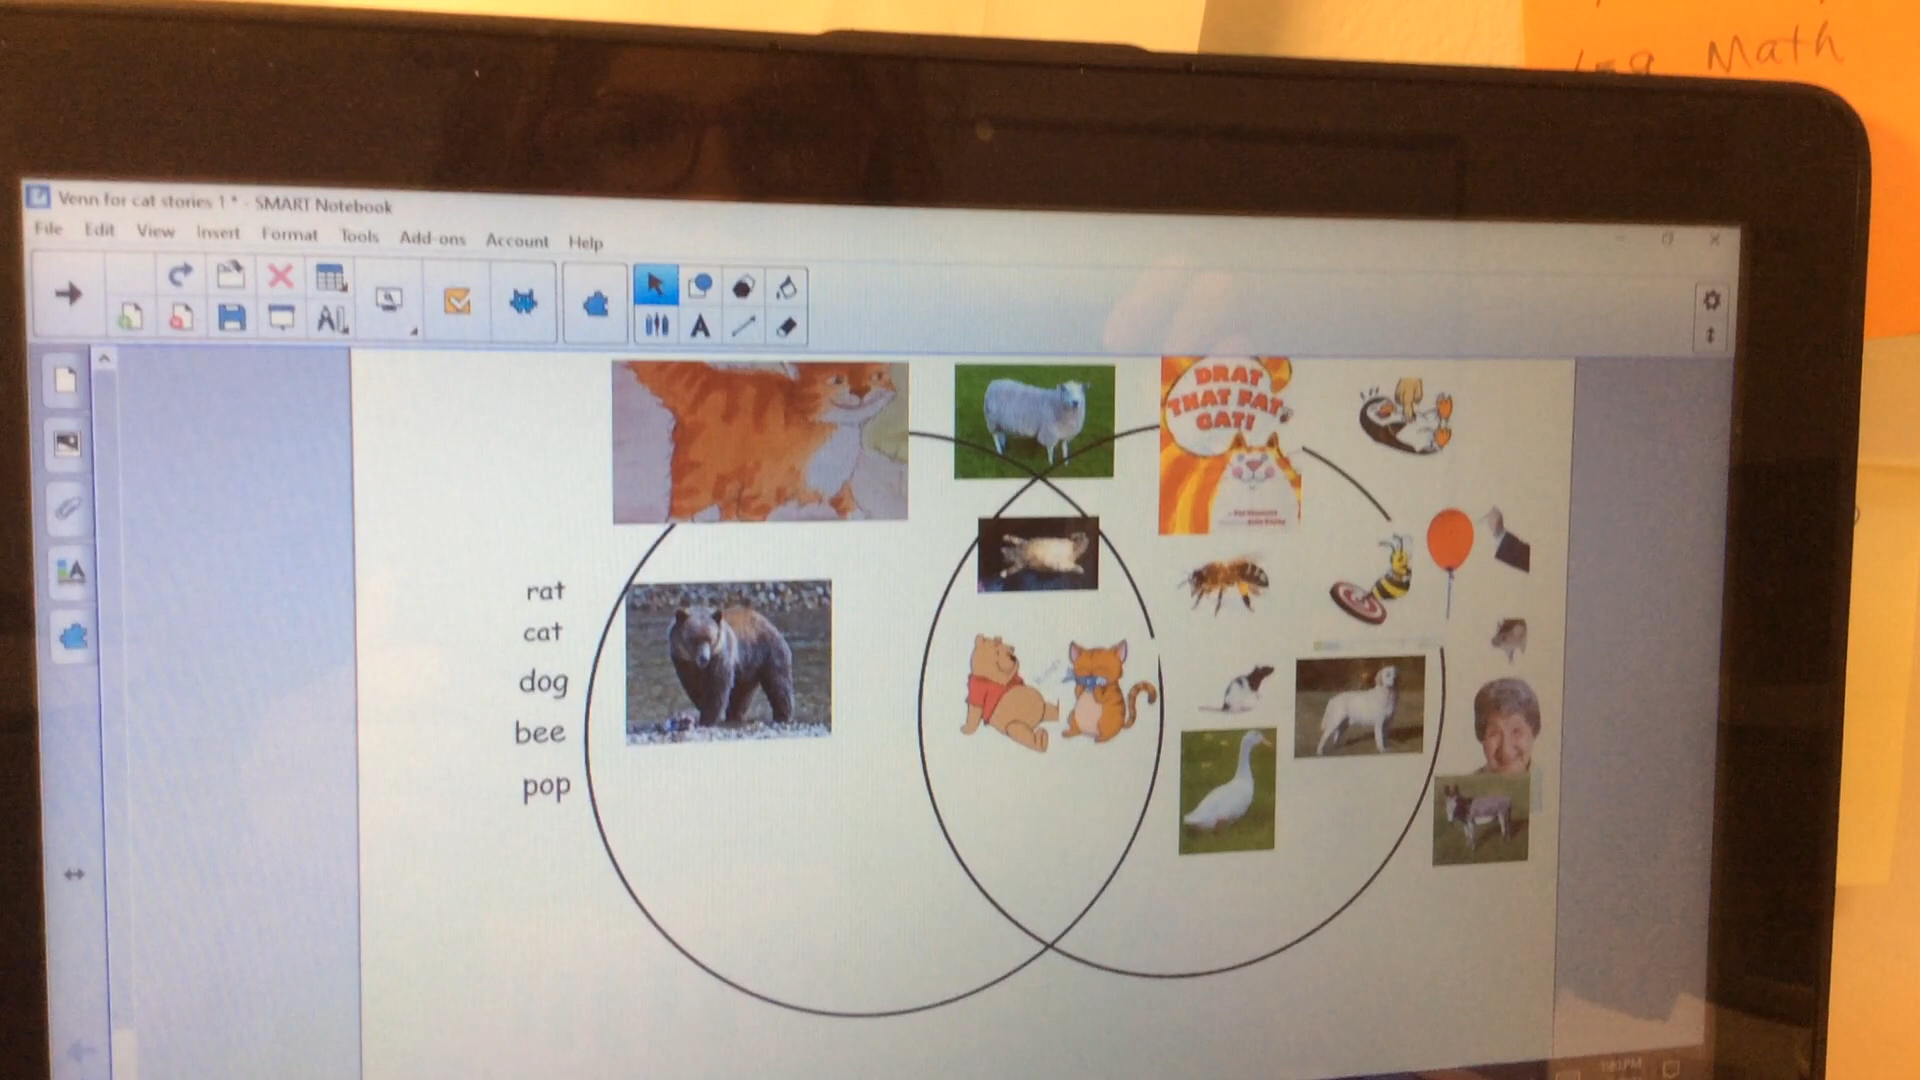 Math
Venn for cat stories 1 * - SMART Notebook
File Edit View Insert Format Tools Add-ons Account Help
A
DRAT
THAT FAT
CAT!
rat
cat
dog
bee
pop